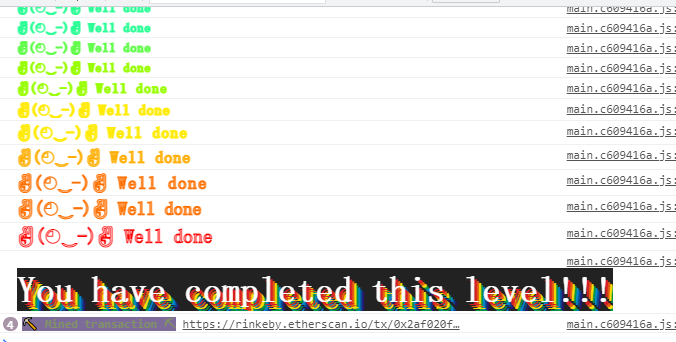 ✌(◴‿-)✌ Well done main.c609416a.js:
✌(◴‿-)✌ Well done main.c609416a.js:
✌(◴‿-)✌ Well done main.c609416a.js:
✌(◴‿-)✌ Well done main.c609416a.js:
✌(◴‿-)✌ Well done main.c609416a.js:
✌(◴‿-)✌ Well done main.c609416a.js:
✌(◴‿-)✌ Well done main.c609416a.js:
✌(◴‿-)✌ Well done main.c609416a.js:
✌(◴‿-)✌ Well done main.c609416a.js:
✌(◴‿-)✌ Well done main.c609416a.js:
✌(◴‿-)✌ Well done main.c609416a.js:
main.c609416a.js:
You have completed this level!!!
4 ⛏ Mined transaction ⛏ https://rinkeby.etherscan.io/tx/0x2af020f… main.c609416a.js: